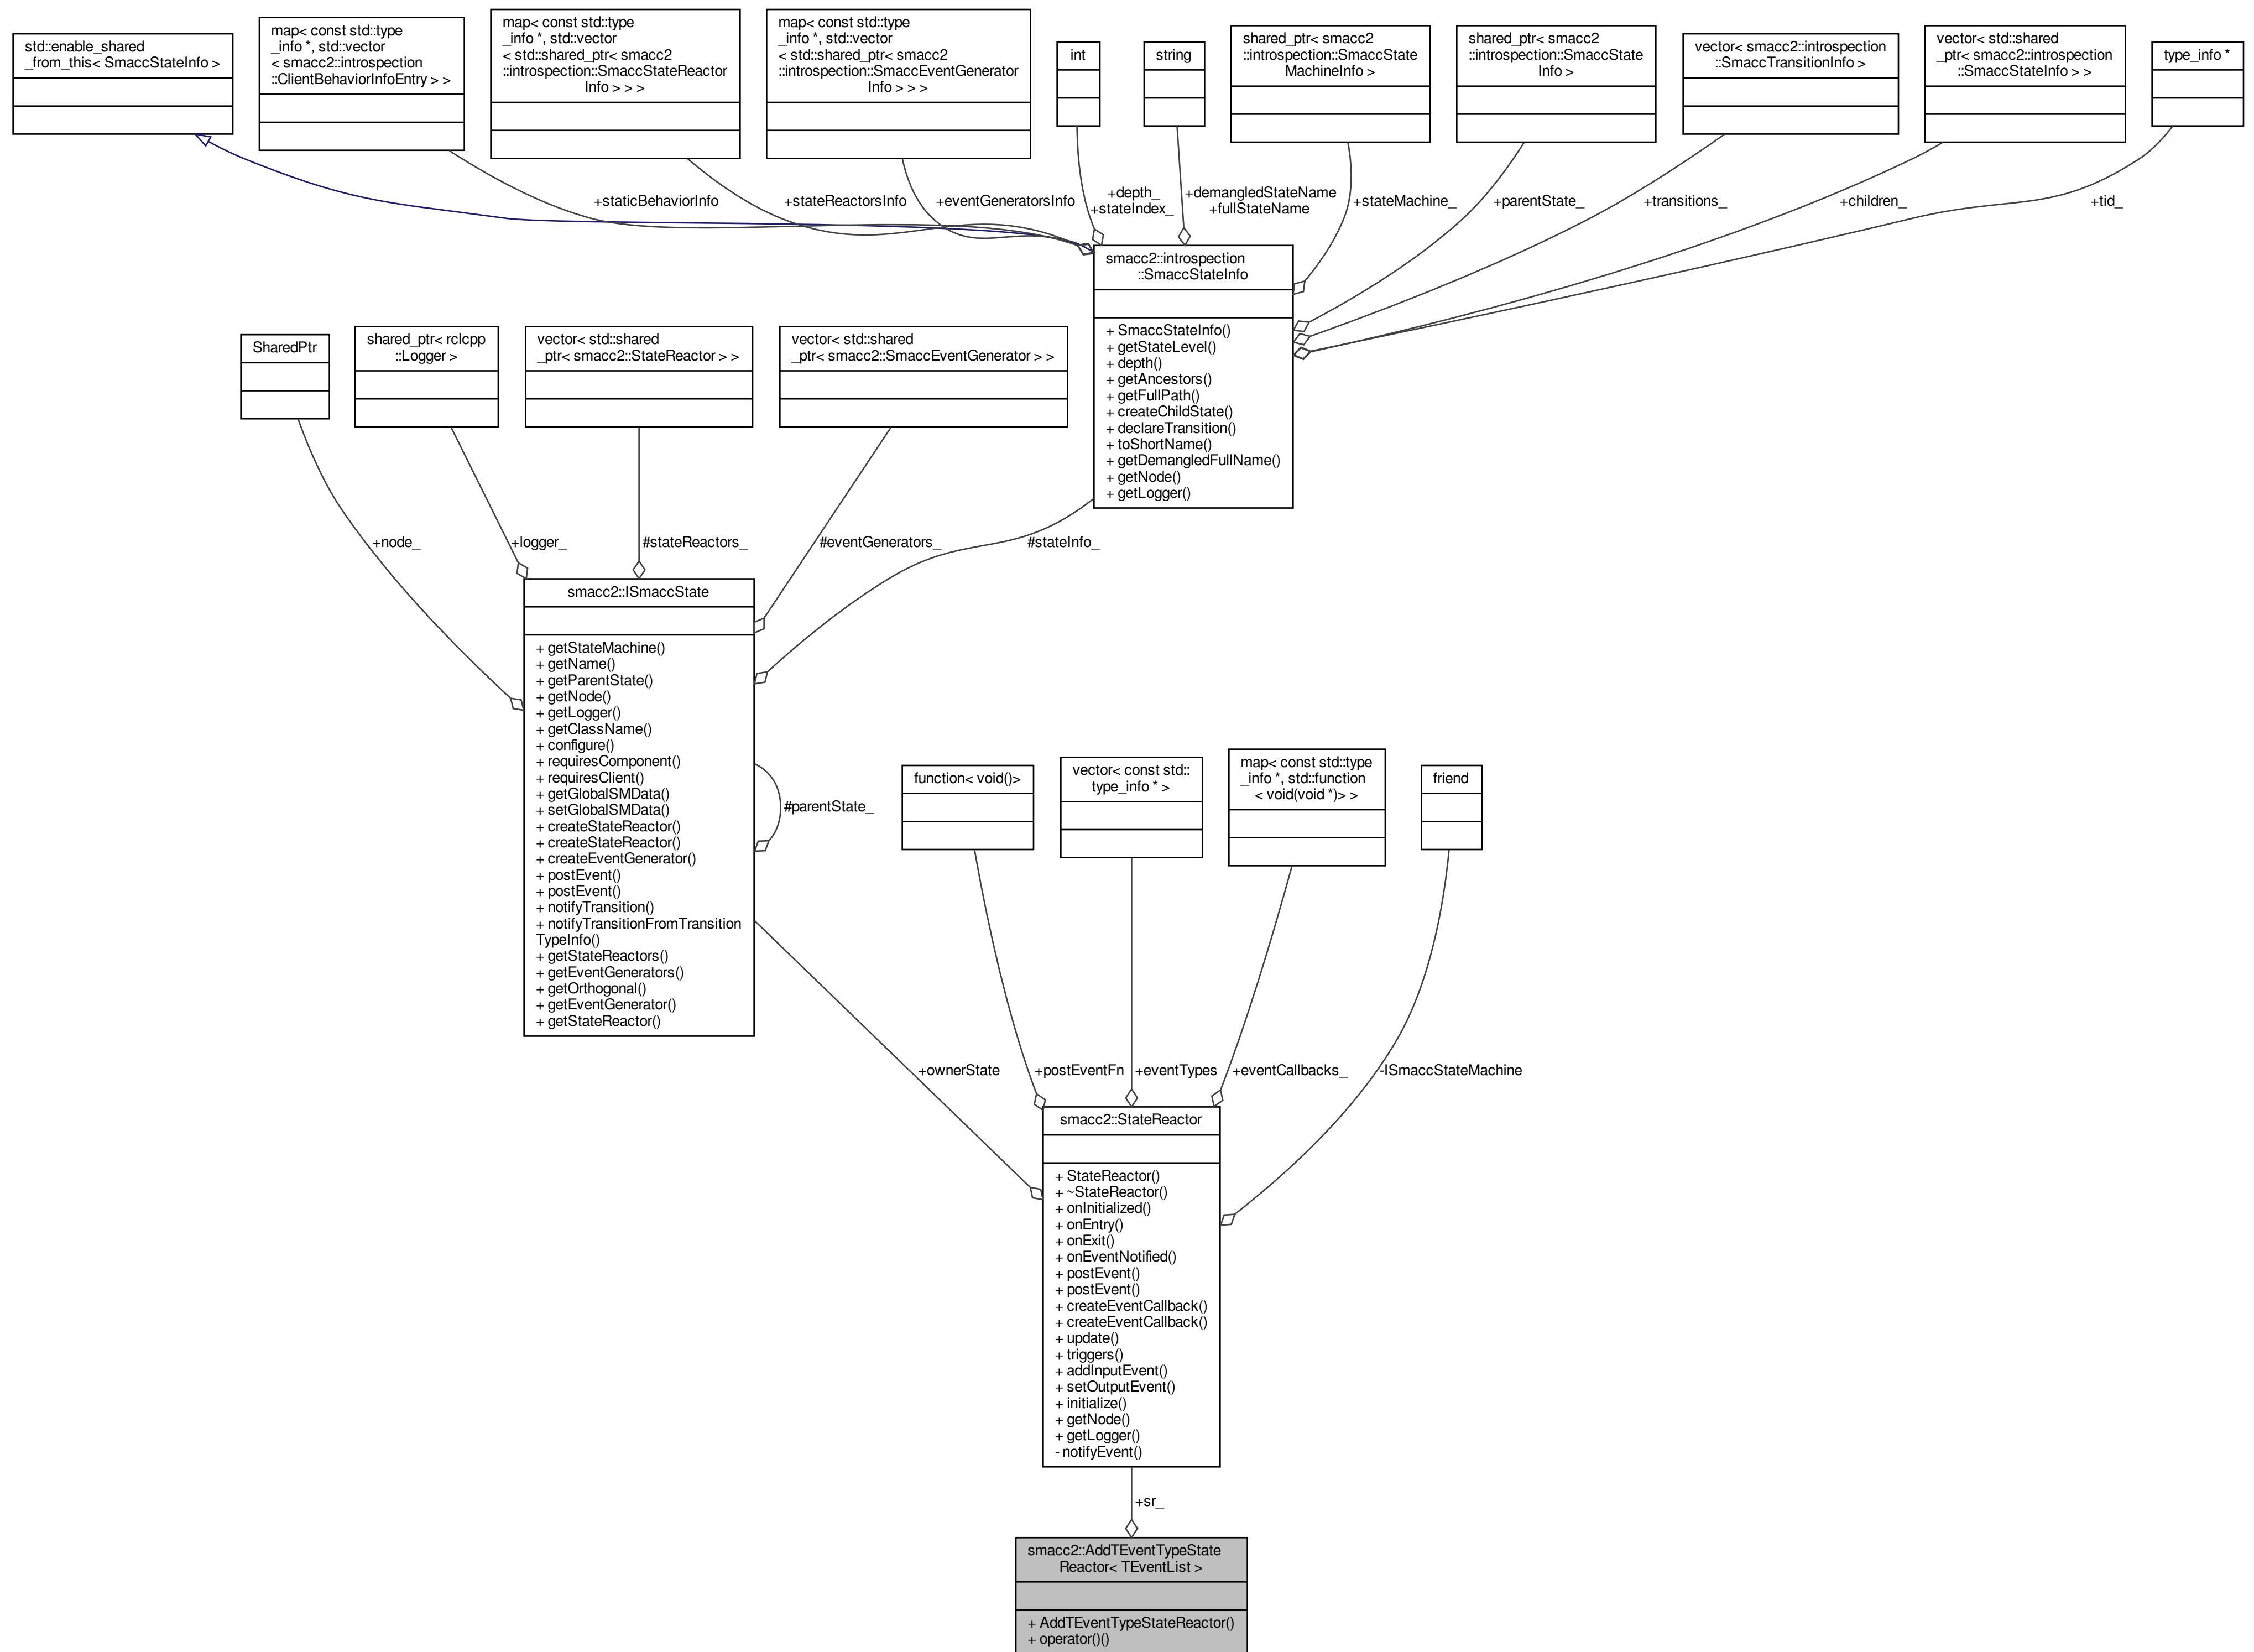 std::enable_shared
_from_this< SmaccStateInfo >
map< const std::type
_info *, std::vector
< smacc2::introspection
::ClientBehaviorInfoEntry > >
map< const std::type
_info *, std::vector
< std::shared_ptr< smacc2
::introspection::SmaccStateReactor
Info > > >
map< const std::type
_info *, std::vector
< std::shared_ptr< smacc2
::introspection::SmaccEventGenerator
Info > > >
int
string
shared_ptr< smacc2
::introspection::SmaccState
MachineInfo >
shared_ptr< smacc2
::introspection::SmaccState
Info >
vector< smacc2::introspection
::SmaccTransitionInfo >
vector< std::shared
_ptr< smacc2::introspection
::SmaccStateInfo > >
type_info *
+staticBehaviorInfo
+stateReactorsInfo
+eventGeneratorsInfo
+depth_
+stateIndex_
+demangledStateName
+fullStateName
+stateMachine_
+parentState_
+transitions_
+children_
+tid_
smacc2::introspection
::SmaccStateInfo
+ SmaccStateInfo()
+ getStateLevel()
+ depth()
+ getAncestors()
+ getFullPath()
+ createChildState()
+ declareTransition()
+ toShortName()
+ getDemangledFullName()
+ getNode()
+ getLogger()
SharedPtr
shared_ptr< rclcpp
::Logger >
vector< std::shared
_ptr< smacc2::StateReactor > >
vector< std::shared
_ptr< smacc2::SmaccEventGenerator > >
+node_
+logger_
#stateReactors_
#eventGenerators_
#stateInfo_
smacc2::ISmaccState
+ getStateMachine()
+ getName()
+ getParentState()
+ getNode()
+ getLogger()
+ getClassName()
+ configure()
+ requiresComponent()
+ requiresClient()
+ getGlobalSMData()
+ setGlobalSMData()
+ createStateReactor()
+ createStateReactor()
+ createEventGenerator()
+ postEvent()
+ postEvent()
+ notifyTransition()
+ notifyTransitionFromTransition
TypeInfo()
+ getStateReactors()
+ getEventGenerators()
+ getOrthogonal()
+ getEventGenerator()
+ getStateReactor()
#parentState_
function< void()>
vector< const std::
type_info * >
map< const std::type
_info *, std::function
< void(void *)> >
friend
+ownerState
+postEventFn
+eventTypes
+eventCallbacks_
-ISmaccStateMachine
smacc2::StateReactor
+ StateReactor()
+ ~StateReactor()
+ onInitialized()
+ onEntry()
+ onExit()
+ onEventNotified()
+ postEvent()
+ postEvent()
+ createEventCallback()
+ createEventCallback()
+ update()
+ triggers()
+ addInputEvent()
+ setOutputEvent()
+ initialize()
+ getNode()
+ getLogger()
- notifyEvent()
+sr_
smacc2::AddTEventTypeState
Reactor< TEventList >
+ AddTEventTypeStateReactor()
+ operator()()